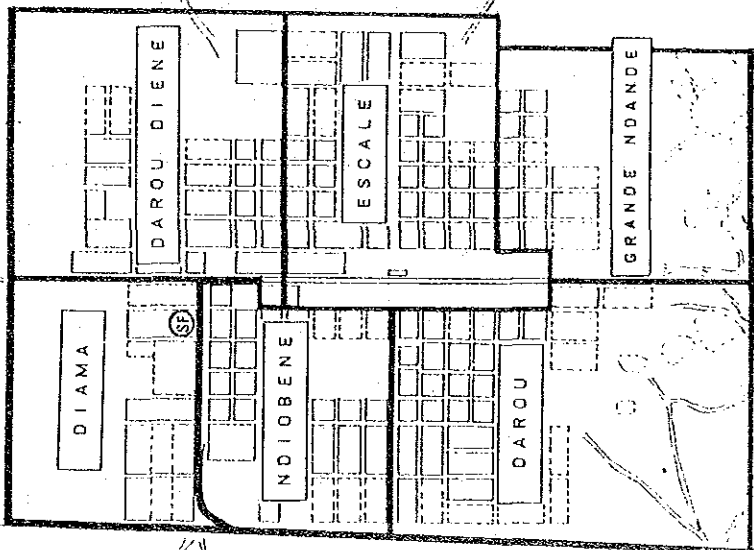 DAROU DIENE
ESCALE
GRANDE NDANDE
DIAMA
SF
NDIOBENE
DAROU